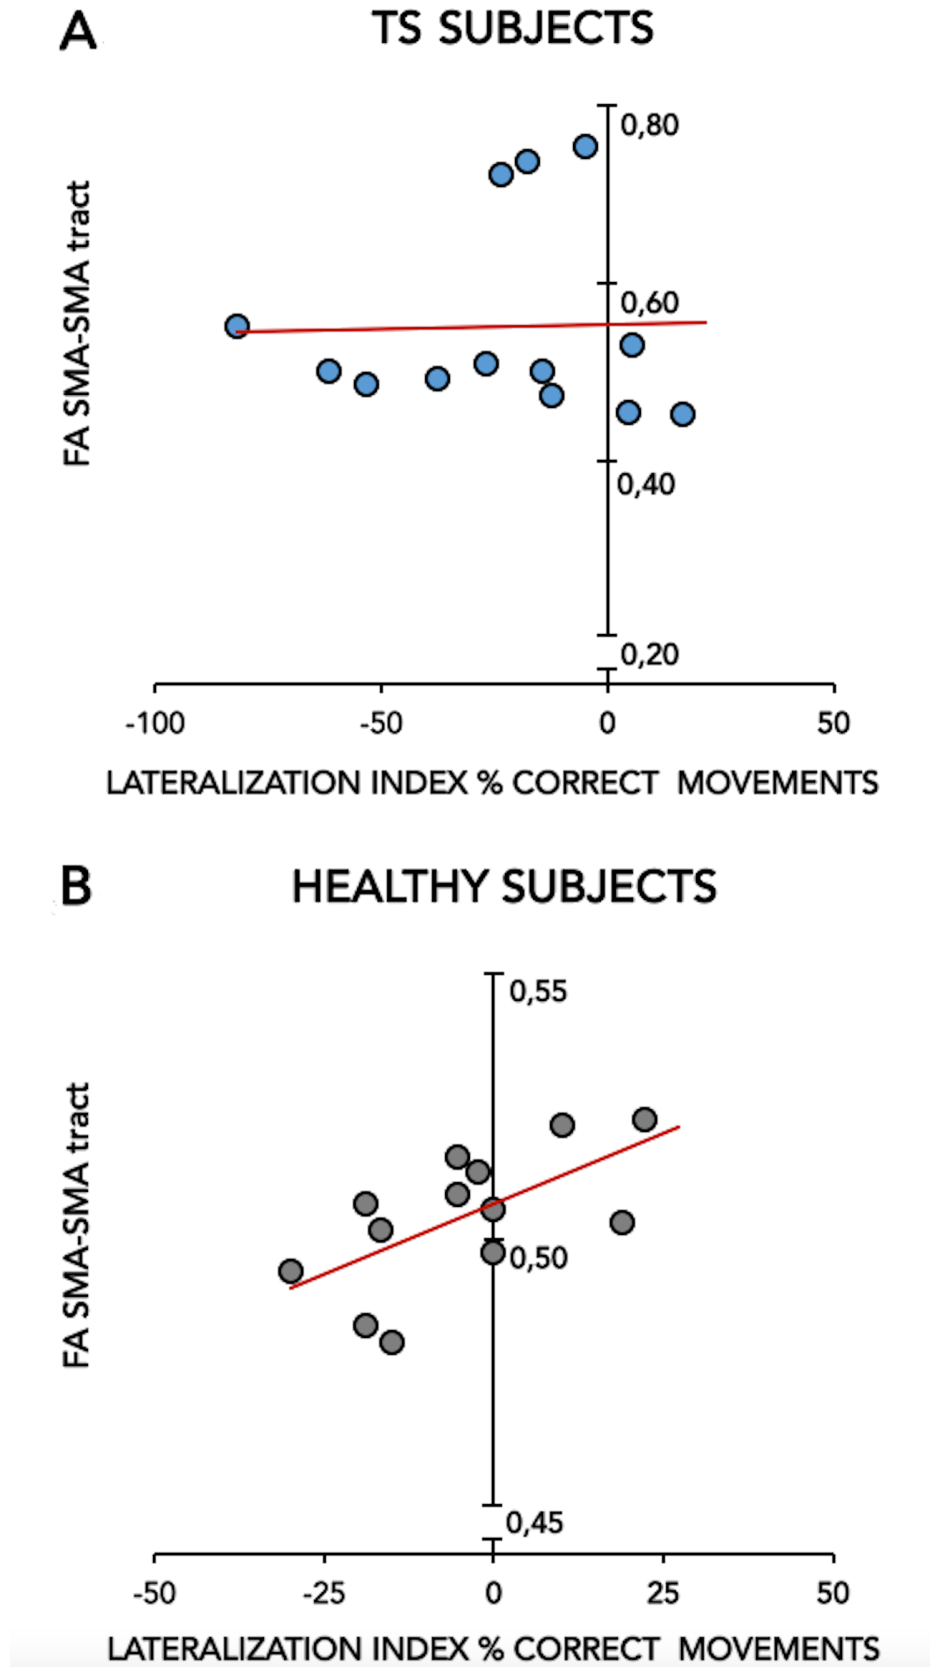 A
TS SUBJECTS
0,80
FA SMA-SMA tract
0,60
0,40
0,20
-100 -50 0 50
LATERALIZATION INDEX % CORRECT MOVEMENTS
B
HEALTHY SUBJECTS
0,55
FA SMA-SMA tract
0,50
0,45
-50 -25 0 25 50
LATERALIZATION INDEX % CORRECT MOVEMENTS